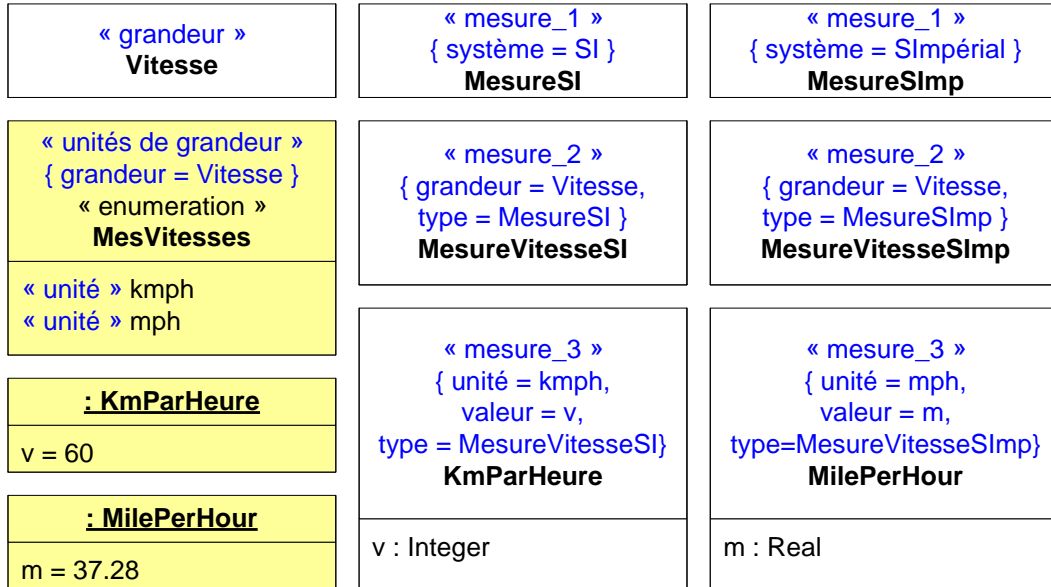 « grandeur »
Vitesse
« mesure_1 »
{ système = SI }
MesureSI
« mesure_1 »
{ système = SImpérial }
MesureSImp
« unités de grandeur »
{ grandeur = Vitesse }
« enumeration »
MesVitesses
« unité » kmph
« unité » mph
« mesure_2 »
{ grandeur = Vitesse,
type = MesureSI }
MesureVitesseSI
« mesure_2 »
{ grandeur = Vitesse,
type = MesureSImp }
MesureVitesseSImp
: KmParHeure
v = 60
: MilePerHour
m = 37.28
« mesure_3 »
{ unité = kmph,
valeur = v,
type = MesureVitesseSI}
KmParHeure
v : Integer
« mesure_3 »
{ unité = mph,
valeur = m,
type=MesureVitesseSImp}
MilePerHour
m : Real